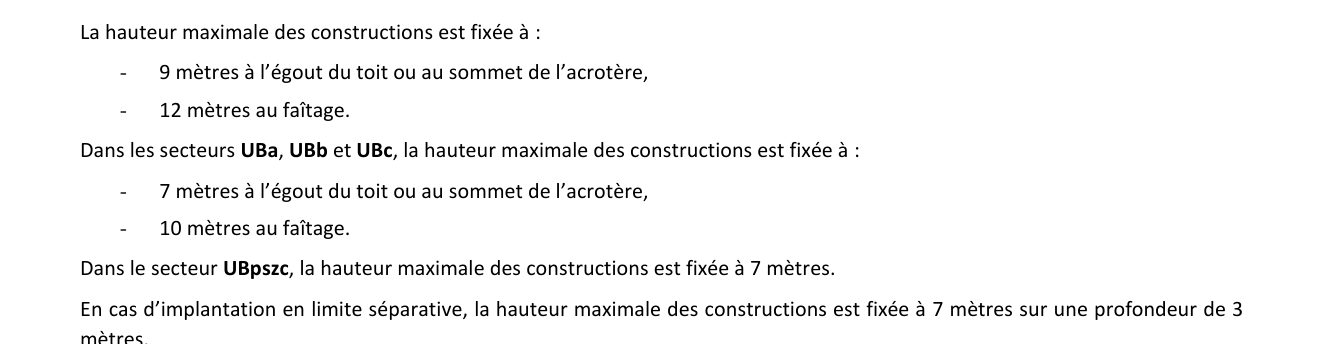 La hauteur maximale des constructions est fixée à :
- 9 mètres à l’égout du toit ou au sommet de l’acrotère,
- 12 mètres au faîtage.
Dans les secteurs UBa, UBb et UBc, la hauteur maximale des constructions est fixée à :
- 7 mètres à l’égout du toit ou au sommet de l’acrotère,
- 10 mètres au faîtage.
Dans le secteur UBpszc, la hauteur maximale des constructions est fixée à 7 mètres.
En cas d’implantation en limite séparative, la hauteur maximale des constructions est fixée à 7 mètres sur une profondeur de 3
mètres.